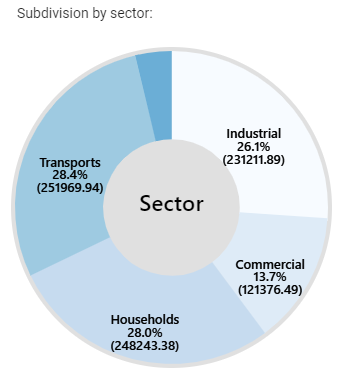 Subdivision by sector:
Industrial
26.1%
(231211.89)
Transports
28.4%
(251969.94)
Sector
Commercial
13.7%
(121376.49)
Households
28.0%
(248243.38)